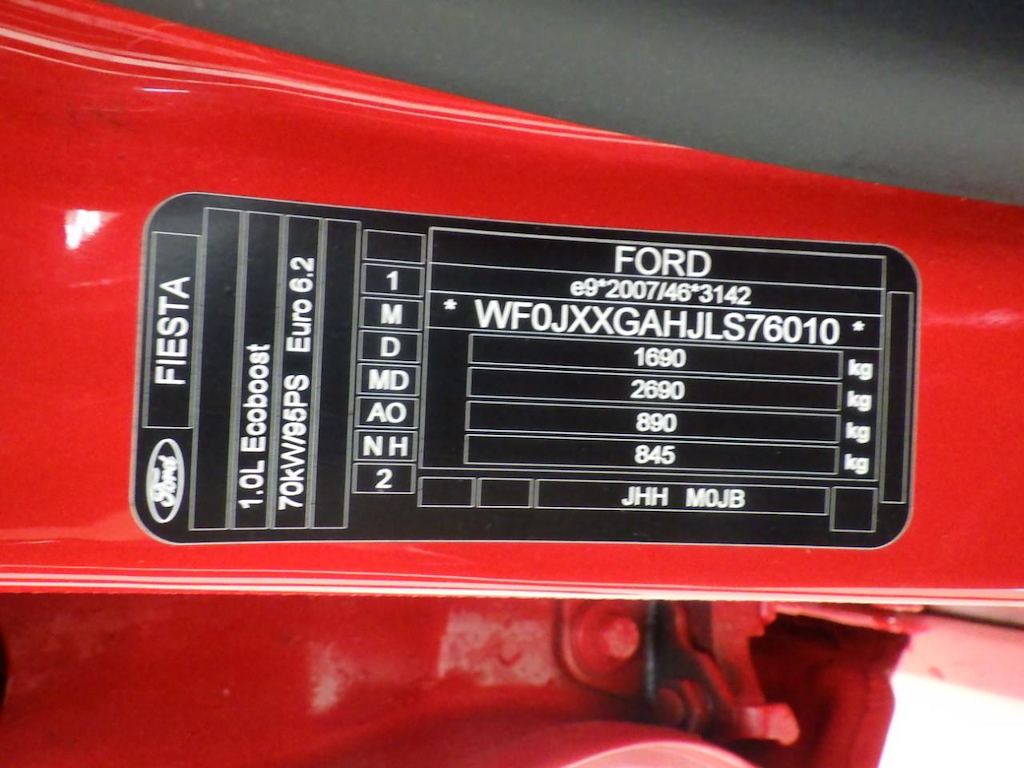 FORD
e9*2007/46*3142
* WF0JXXGAHJLS76010 *
1690 kg
2690 kg
890 kg
845 kg
JHH M0JB
1
M
D
MD
AO
N H
2
Ford
FIESTA
1.0L Ecoboost
70kW/95PS Euro 6.2